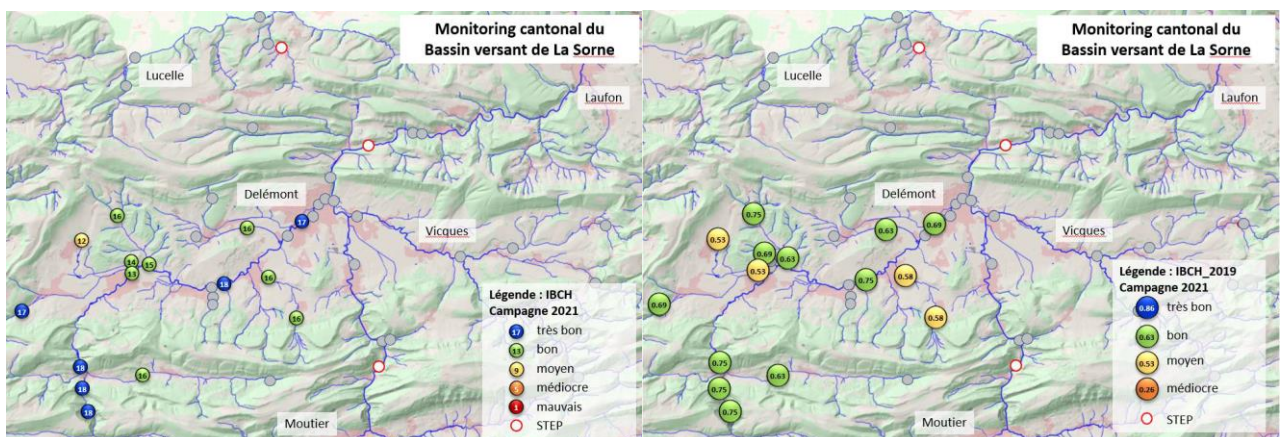 Monitoring cantonal du
Bassin versant de La Sorne
Lucelle
Laufon
Delémont
16
17
16
12
Vicques
14
15
13
18
16
17
16
18
16
18
18
Moutier
Légende : IBCH
Campagne 2021
17 très bon
13 bon
9 moyen
5 médiocre
1 mauvais
STEP
Monitoring cantonal du
Bassin versant de La Sorne
Lucelle
Laufon
Delémont
0.75
0.63
0.69
0.53
Vicques
0.69
0.63
0.53
0.75
0.58
0.69
0.58
0.75
0.63
0.75
0.75
Moutier
Légende : IBCH_2019
Campagne 2021
0.86 très bon
0.63 bon
0.53 moyen
0.26 médiocre
STEP